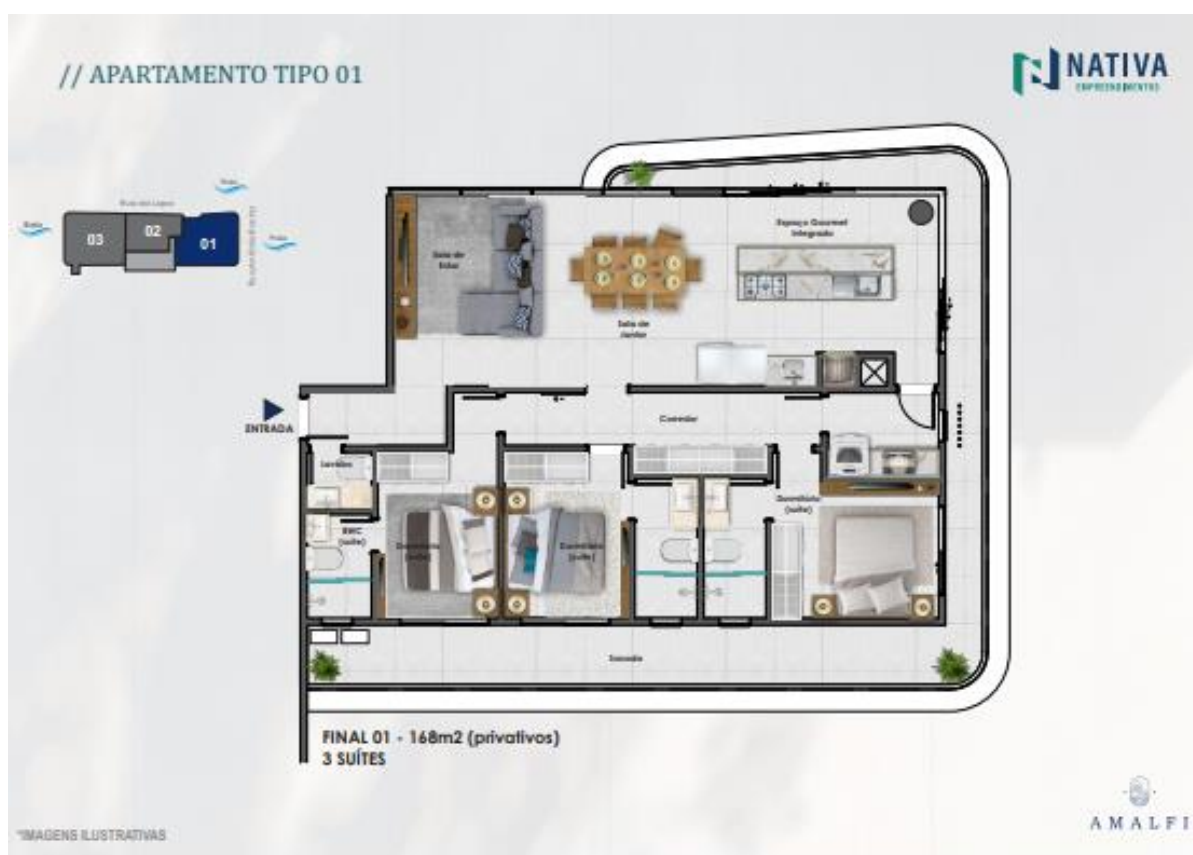 // APARTAMENTO TIPO 01
NATIVA
EMPREENDIMENTOS
03
02
01
Sala de
Estar
Espaço Gourmet
Integrado
Sala de
Jantar
ENTRADA
Corredor
Lavabo
BWC
(suíte)
Dormitório
(suíte)
Dormitório
(suíte)
Dormitório
(suíte)
Sacada
FINAL 01 - 168m2 (privativos)
3 SUÍTES
*IMAGENS ILUSTRATIVAS
AMALFI